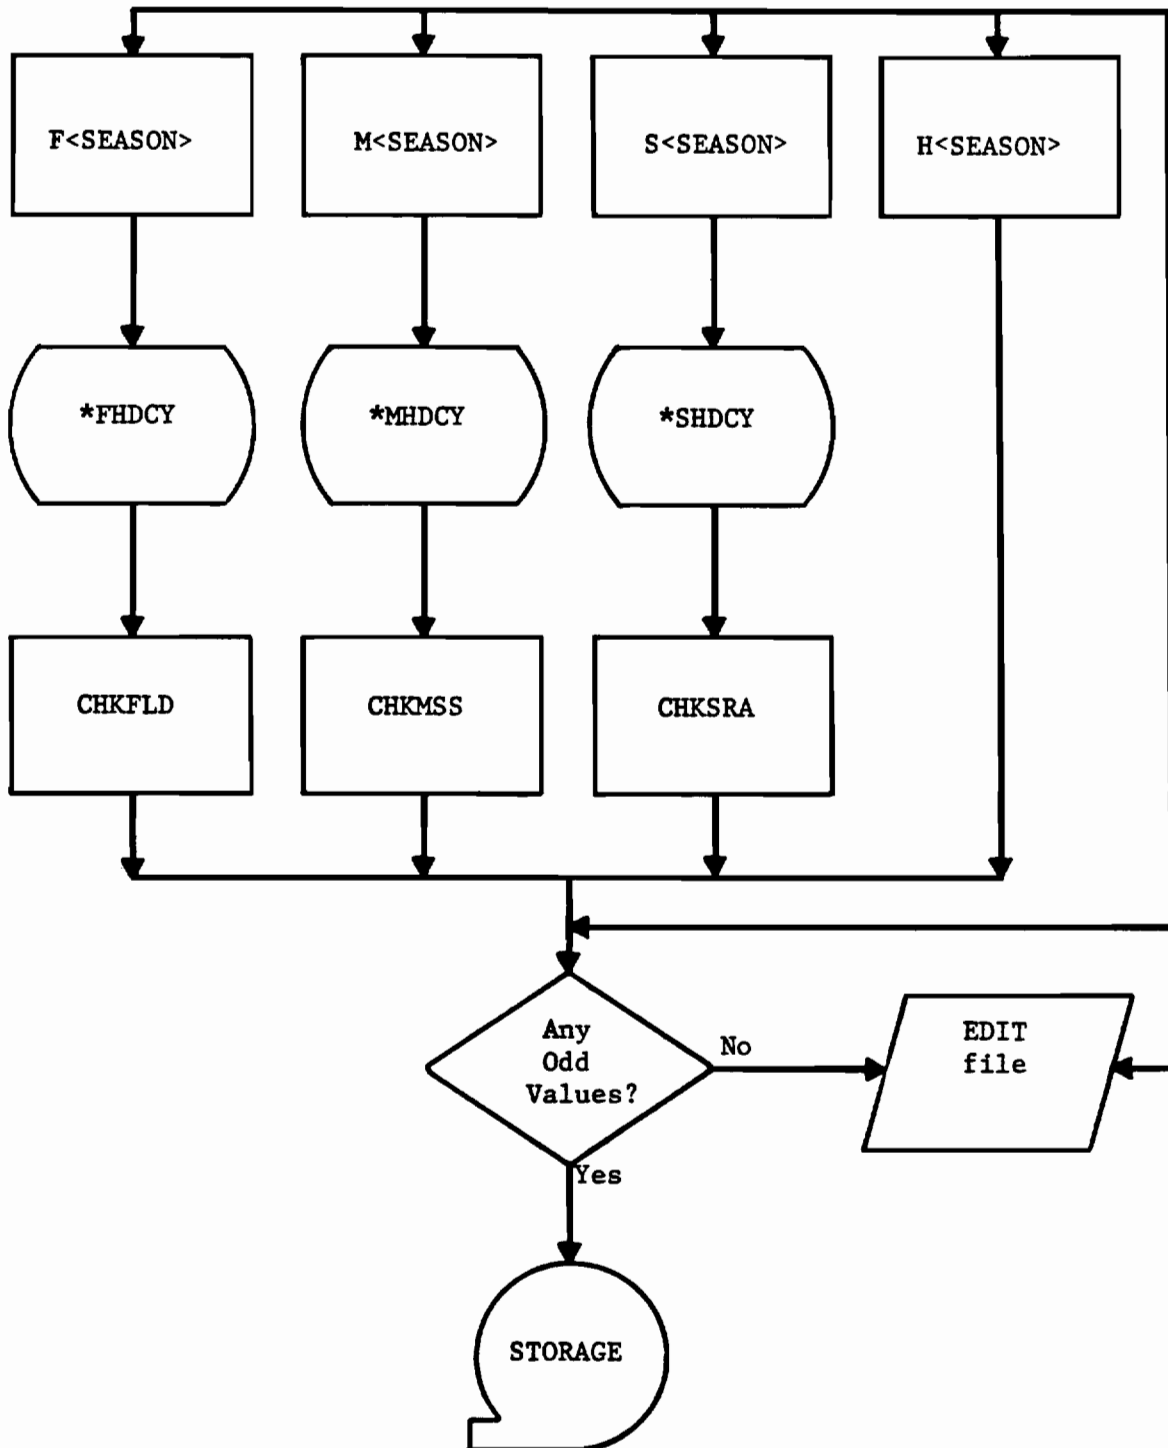 F<SEASON>
M<SEASON>
S<SEASON>
H<SEASON>
*FHDCY
*MHDCY
*SHDCY
CHKFLD
CHKMSS
CHKSRA
Any
Odd
Values?
No
EDIT
file
Yes
STORAGE